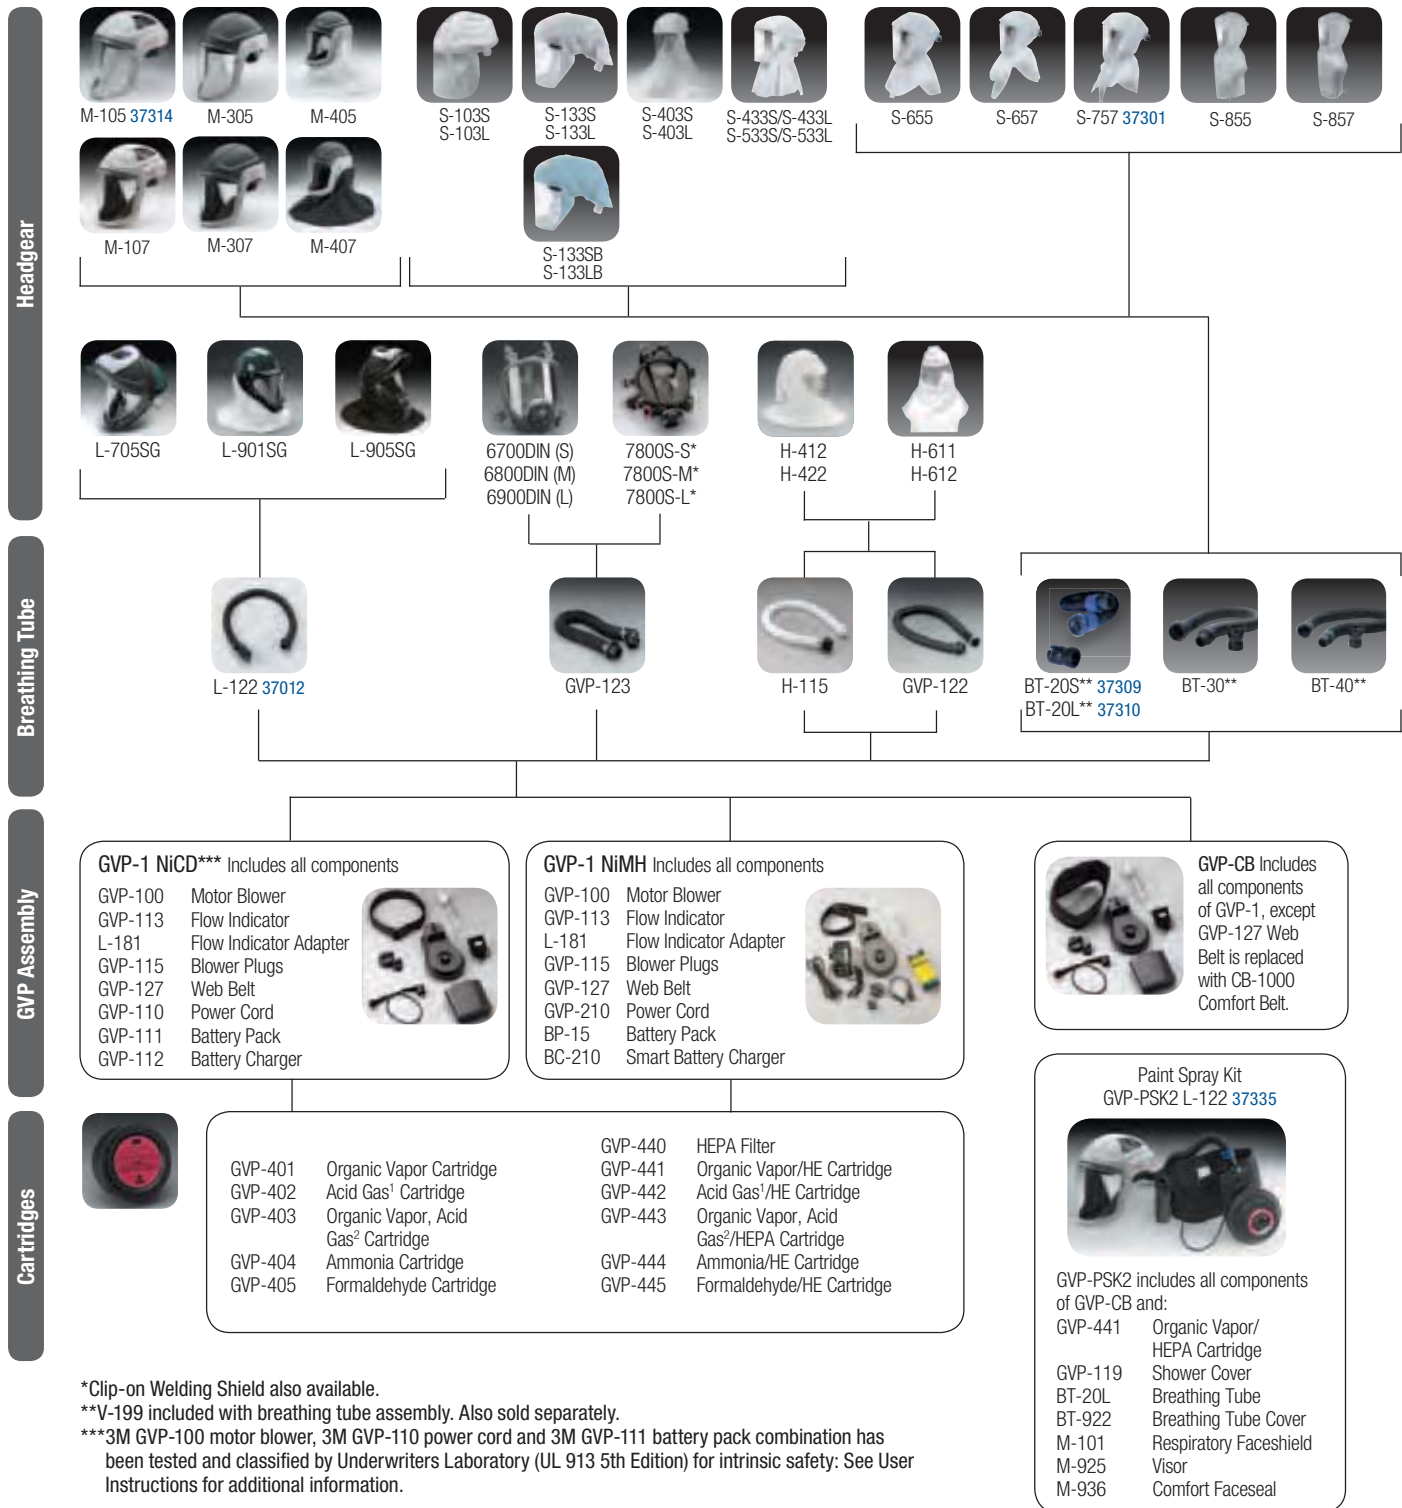 Headgear
M-105 37314
M-305
M-405
S-103S
S-103L
S-133S
S-133L
S-403S
S-403L
S-433S/S-433L
S-533S/S-533L
S-655
S-657
S-757 37301
S-855
S-857
M-107
M-307
M-407
S-133SB
S-133LB
L-705SG
L-901SG
L-905SG
6700DIN (S)
6800DIN (M)
6900DIN (L)
7800S-S*
7800S-M*
7800S-L*
H-412
H-422
H-611
H-612
Breathing Tube
L-122 37012
GVP-123
H-115
GVP-122
BT-20S** 37309
BT-20L** 37310
BT-30**
BT-40**
GVP Assembly
GVP-1 NiCD*** Includes all components
GVP-100 Motor Blower
GVP-113 Flow Indicator
L-181 Flow Indicator Adapter
GVP-115 Blower Plugs
GVP-127 Web Belt
GVP-110 Power Cord
GVP-111 Battery Pack
GVP-112 Battery Charger
GVP-1 NiMH Includes all components
GVP-100 Motor Blower
GVP-113 Flow Indicator
L-181 Flow Indicator Adapter
GVP-115 Blower Plugs
GVP-127 Web Belt
GVP-210 Power Cord
BP-15 Battery Pack
BC-210 Smart Battery Charger
GVP-CB Includes
all components
of GVP-1, except
GVP-127 Web
Belt is replaced
with CB-1000
Comfort Belt.
Cartridges
GVP-401 Organic Vapor Cartridge
GVP-402 Acid Gas¹ Cartridge
GVP-403 Organic Vapor, Acid
Gas² Cartridge
GVP-404 Ammonia Cartridge
GVP-405 Formaldehyde Cartridge
GVP-440 HEPA Filter
GVP-441 Organic Vapor/HE Cartridge
GVP-442 Acid Gas¹/HE Cartridge
GVP-443 Organic Vapor, Acid
Gas²/HEPA Cartridge
GVP-444 Ammonia/HE Cartridge
GVP-445 Formaldehyde/HE Cartridge
Paint Spray Kit
GVP-PSK2 L-122 37335
GVP-PSK2 includes all components
of GVP-CB and:
GVP-441 Organic Vapor/
HEPA Cartridge
GVP-119 Shower Cover
BT-20L Breathing Tube
BT-922 Breathing Tube Cover
M-101 Respiratory Faceshield
M-925 Visor
M-936 Comfort Faceseal
*Clip-on Welding Shield also available.
**V-199 included with breathing tube assembly. Also sold separately.
***3M GVP-100 motor blower, 3M GVP-110 power cord and 3M GVP-111 battery pack combination has
been tested and classified by Underwriters Laboratory (UL 913 5th Edition) for intrinsic safety: See User
Instructions for additional information.